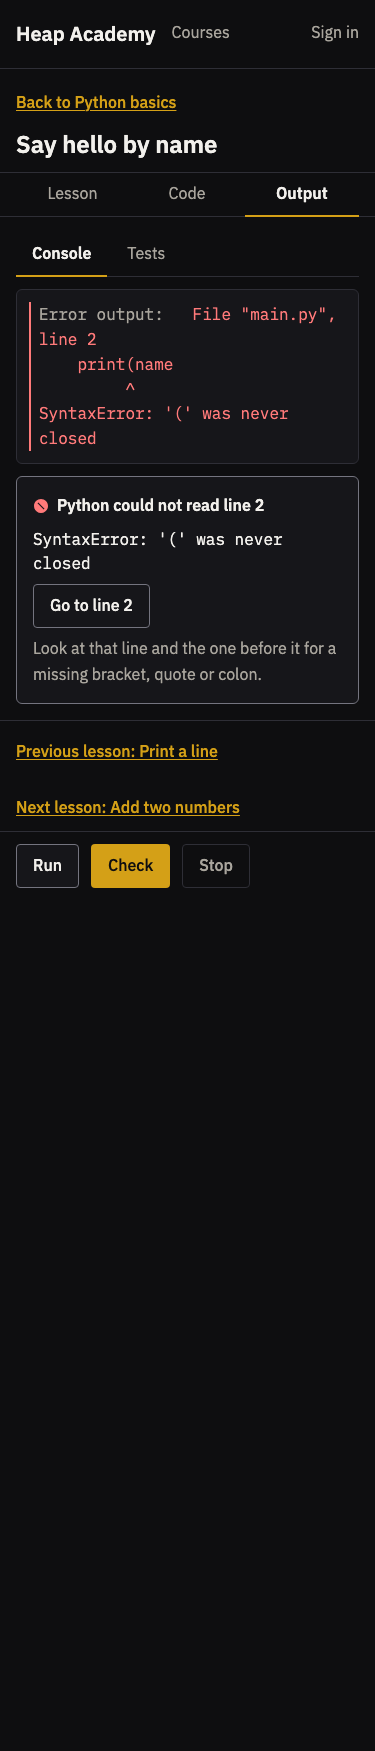 Heap Academy Courses Sign in
Back to Python basics
Say hello by name
Lesson Code Output
Console Tests
Error output:   File "main.py",
line 2
    print(name
         ^
SyntaxError: '(' was never
closed
Python could not read line 2
SyntaxError: '(' was never
closed
Go to line 2
Look at that line and the one before it for a
missing bracket, quote or colon.
Previous lesson: Print a line
Next lesson: Add two numbers
Run Check Stop